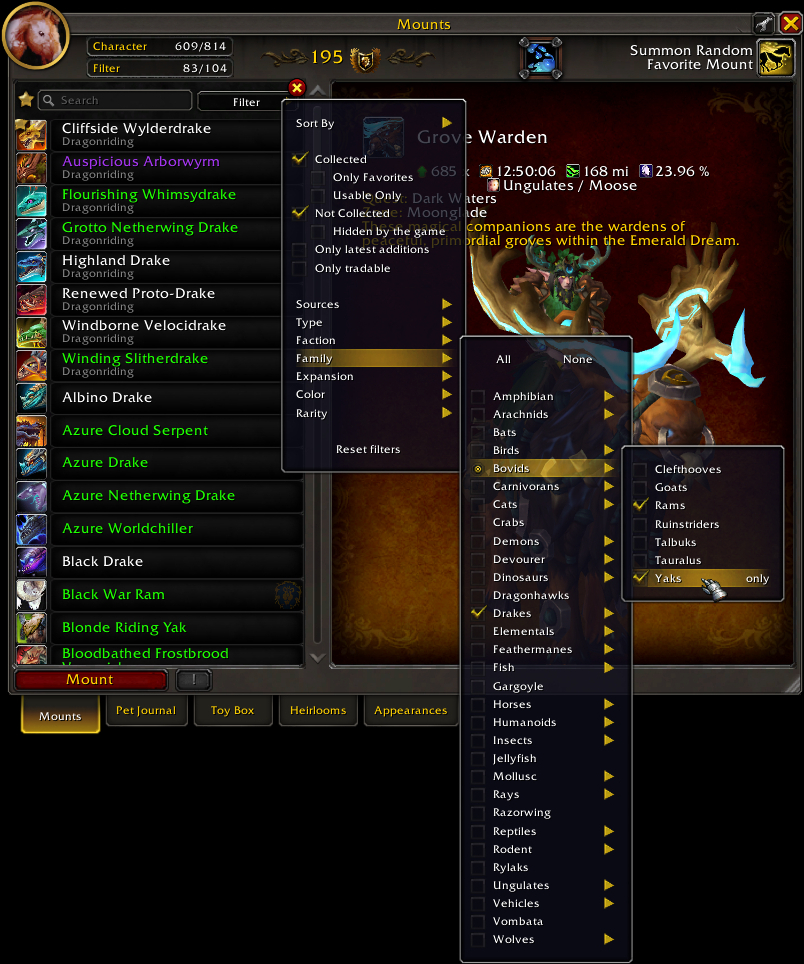 Mounts
Character 609/814
Filter 83/104
195
Summon Random
Favorite Mount
Search
Filter
Cliffside Wylderdrake
Dragonriding
Auspicious Arborwyrm
Dragonriding
Flourishing Whimsydrake
Dragonriding
Grotto Netherwing Drake
Dragonriding
Highland Drake
Dragonriding
Renewed Proto-Drake
Dragonriding
Windborne Velocidrake
Dragonriding
Winding Slitherdrake
Dragonriding
Albino Drake
Azure Cloud Serpent
Azure Drake
Azure Netherwing Drake
Azure Worldchiller
Black Drake
Black War Ram
Blonde Riding Yak
Bloodbathed Frostbrood
Mount
!
Mounts
Pet Journal
Toy Box
Heirlooms
Appearances
Grove Warden
685 x 12:50:06 168 mi 23.96 %
Ungulates / Moose
Dark Waters
Moonglade
These magical companions are the wardens of
peaceful, primordial groves within the Emerald Dream.
Sort By
Collected
Only Favorites
Usable Only
Not Collected
Hidden by the game
Only latest additions
Only tradable
Sources
Type
Faction
Family
Expansion
Color
Rarity
Reset filters
All None
Amphibian
Arachnids
Bats
Birds
Bovids
Carnivorans
Cats
Crabs
Demons
Devourer
Dinosaurs
Dragonhawks
Drakes
Elementals
Feathermanes
Fish
Gargoyle
Horses
Humanoids
Insects
Jellyfish
Mollusc
Rays
Razorwing
Reptiles
Rodent
Rylaks
Ungulates
Vehicles
Vombata
Wolves
Clefthooves
Goats
Rams
Ruinstriders
Talbuks
Tauralus
Yaks only